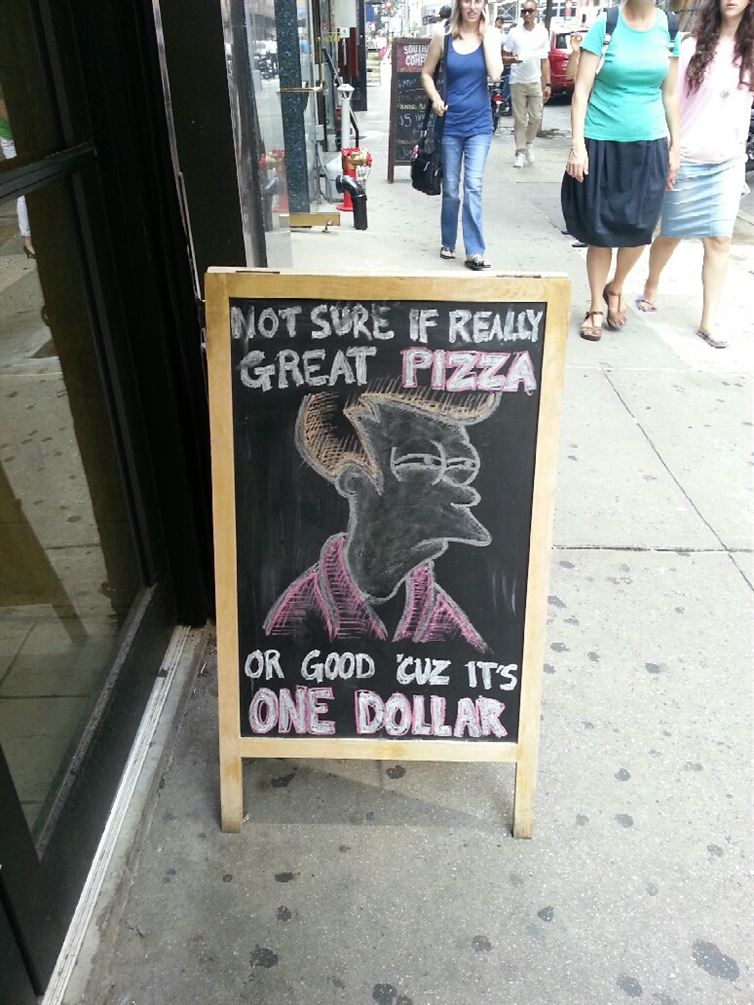 NOT SURE IF REALLY
GREAT PIZZA
OR GOOD 'CUZ IT'S
ONE DOLLAR